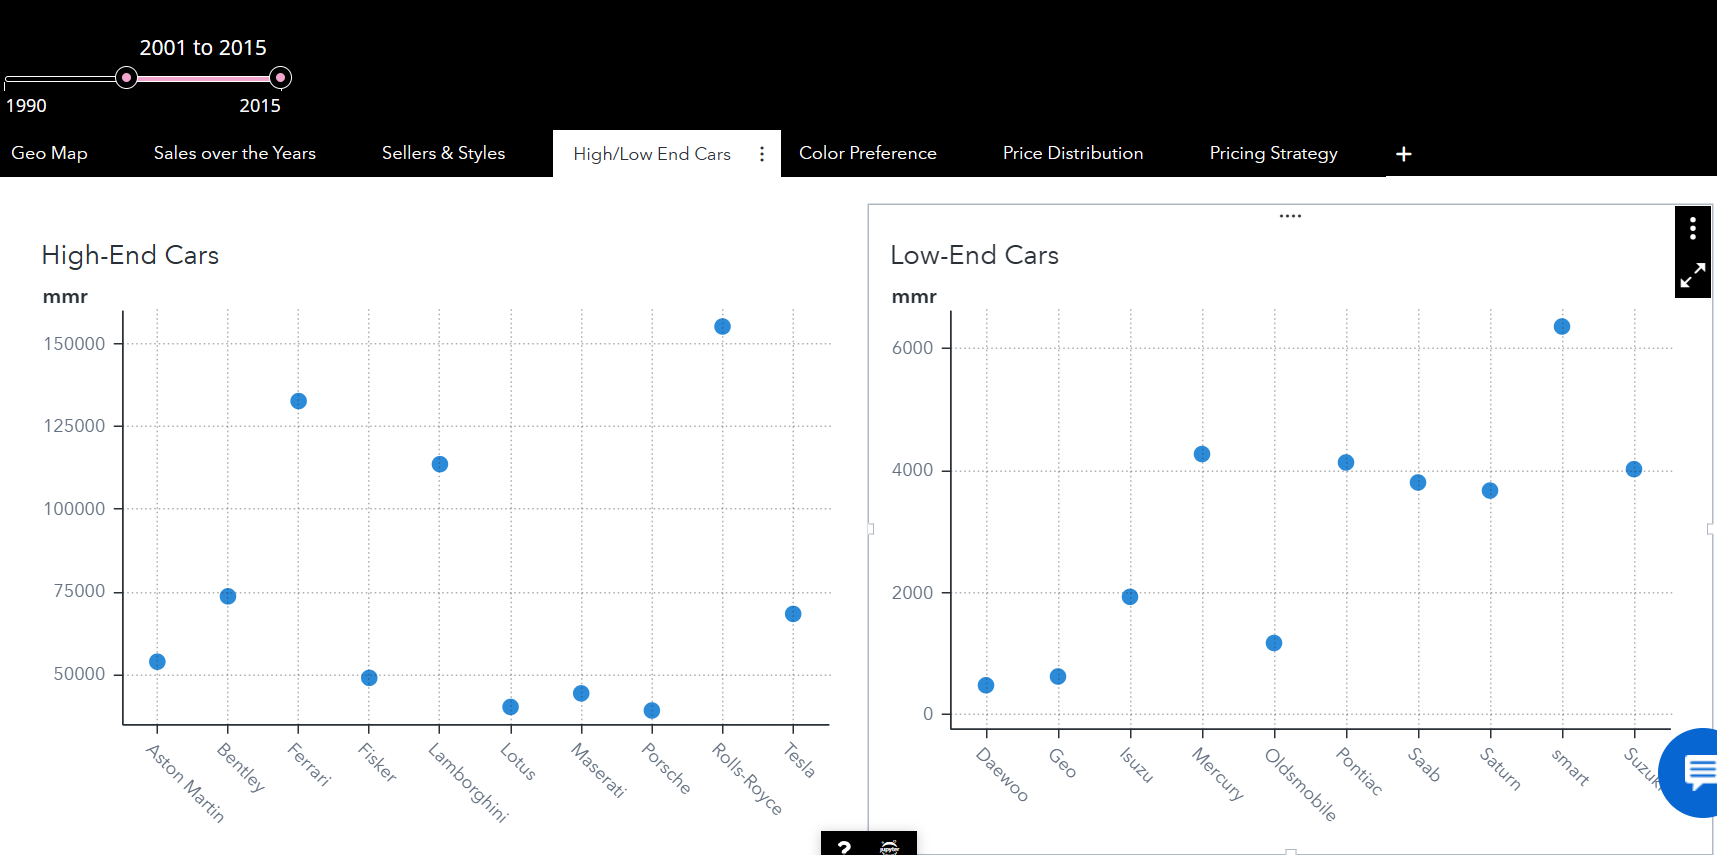 2001 to 2015
1990 2015
Geo Map Sales over the Years Sellers & Styles High/Low End Cars Color Preference Price Distribution Pricing Strategy +
High-End Cars
mmr
150000
125000
100000
75000
50000
Aston Martin Bentley Ferrari Fisker Lamborghini Lotus Maserati Porsche Rolls-Royce Tesla
Low-End Cars
mmr
6000
4000
2000
0
Daewoo Geo Isuzu Mercury Oldsmobile Pontiac Saab Saturn smart
? jupyter